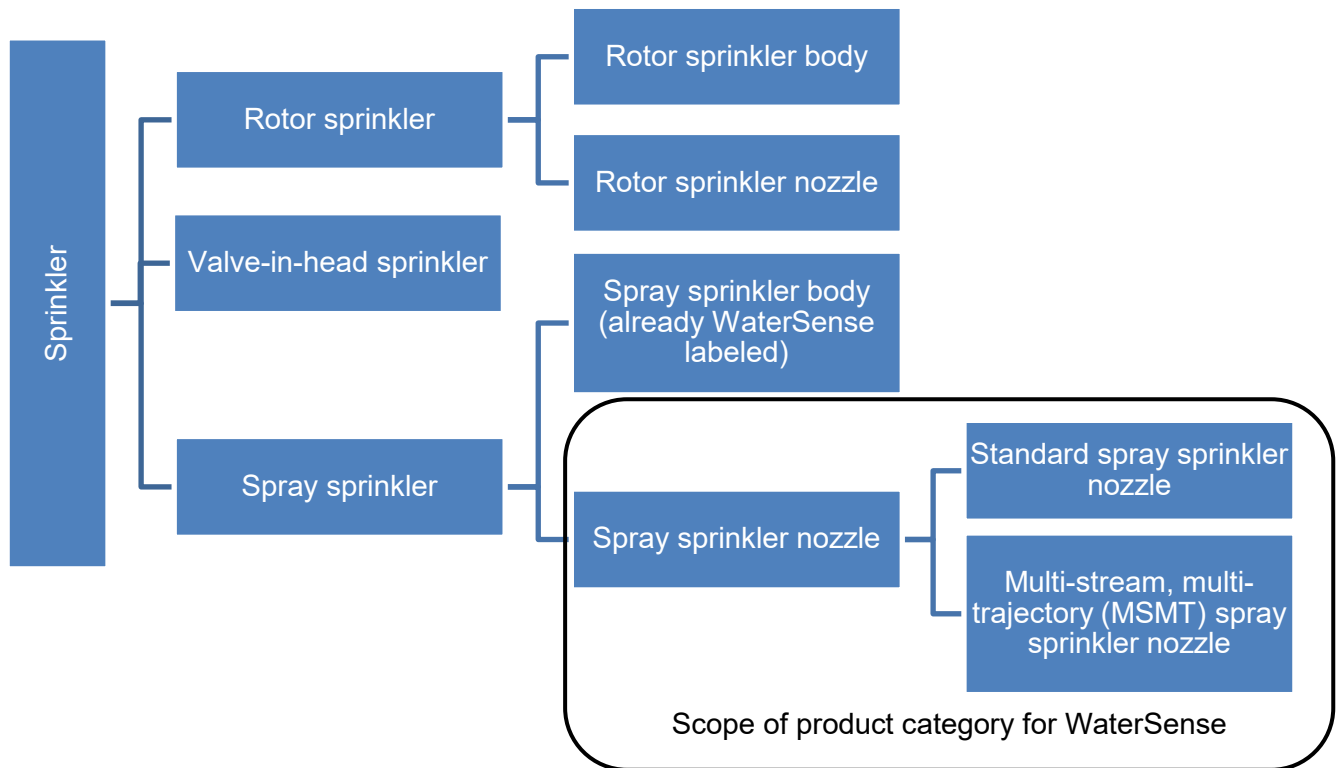 Sprinkler
Rotor sprinkler
Rotor sprinkler body
Rotor sprinkler nozzle
Valve-in-head sprinkler
Spray sprinkler
Spray sprinkler body
(already WaterSense
labeled)
Spray sprinkler nozzle
Standard spray sprinkler
nozzle
Multi-stream, multi-
trajectory (MSMT) spray
sprinkler nozzle
Scope of product category for WaterSense